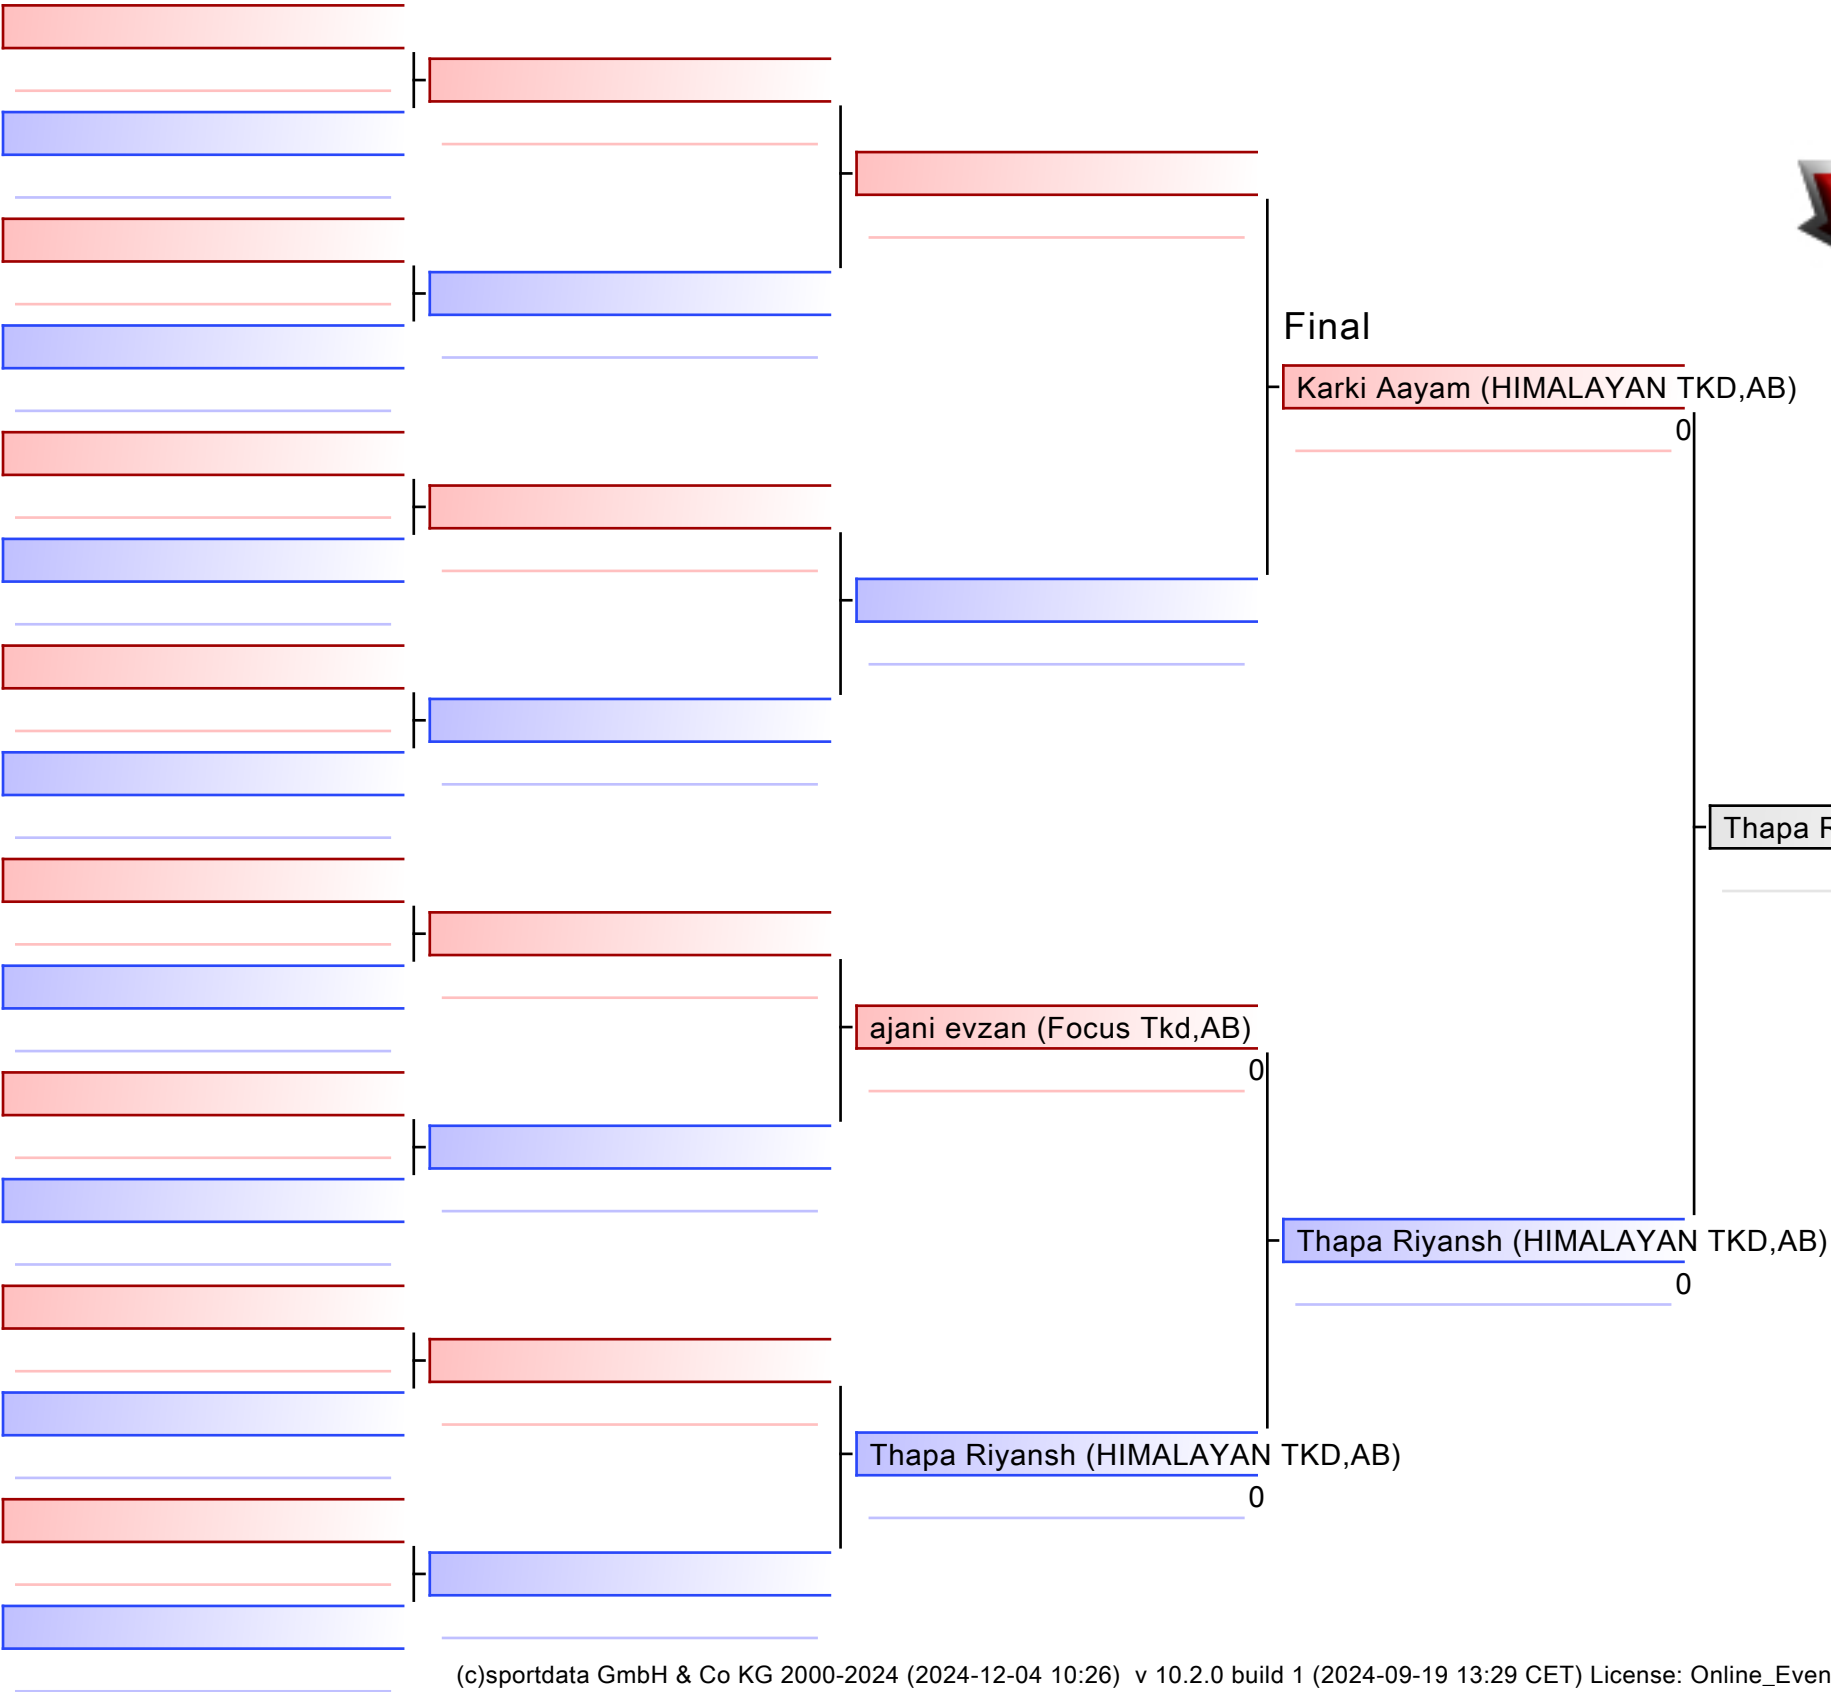 Final
Karki Aayam (HIMALAYAN TKD,AB)
0
Thapa
ajani evzan (Focus Tkd,AB)
0
Thapa Riyansh (HIMALAYAN TKD,AB)
0
Thapa Riyansh (HIMALAYAN TKD,AB)
0
(c)sportdata GmbH & Co KG 2000-2024 (2024-12-04 10:26) v 10.2.0 build 1 (2024-09-19 13:29 CET) License: Online_Even